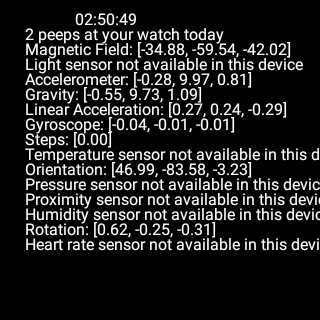 02:50:49
2 peeps at your watch today
Magnetic Field: [-34.88, -59.54, -42.02]
Light sensor not available in this device
Accelerometer: [-0.28, 9.97, 0.81]
Gravity: [-0.55, 9.73, 1.09]
Linear Acceleration: [0.27, 0.24, -0.29]
Gyroscope: [-0.04, -0.01, -0.01]
Steps: [0.00]
Temperature sensor not available in this d
Orientation: [46.99, -83.58, -3.23]
Pressure sensor not available in this devic
Proximity sensor not available in this devi
Humidity sensor not available in this devic
Rotation: [0.62, -0.25, -0.31]
Heart rate sensor not available in this devi